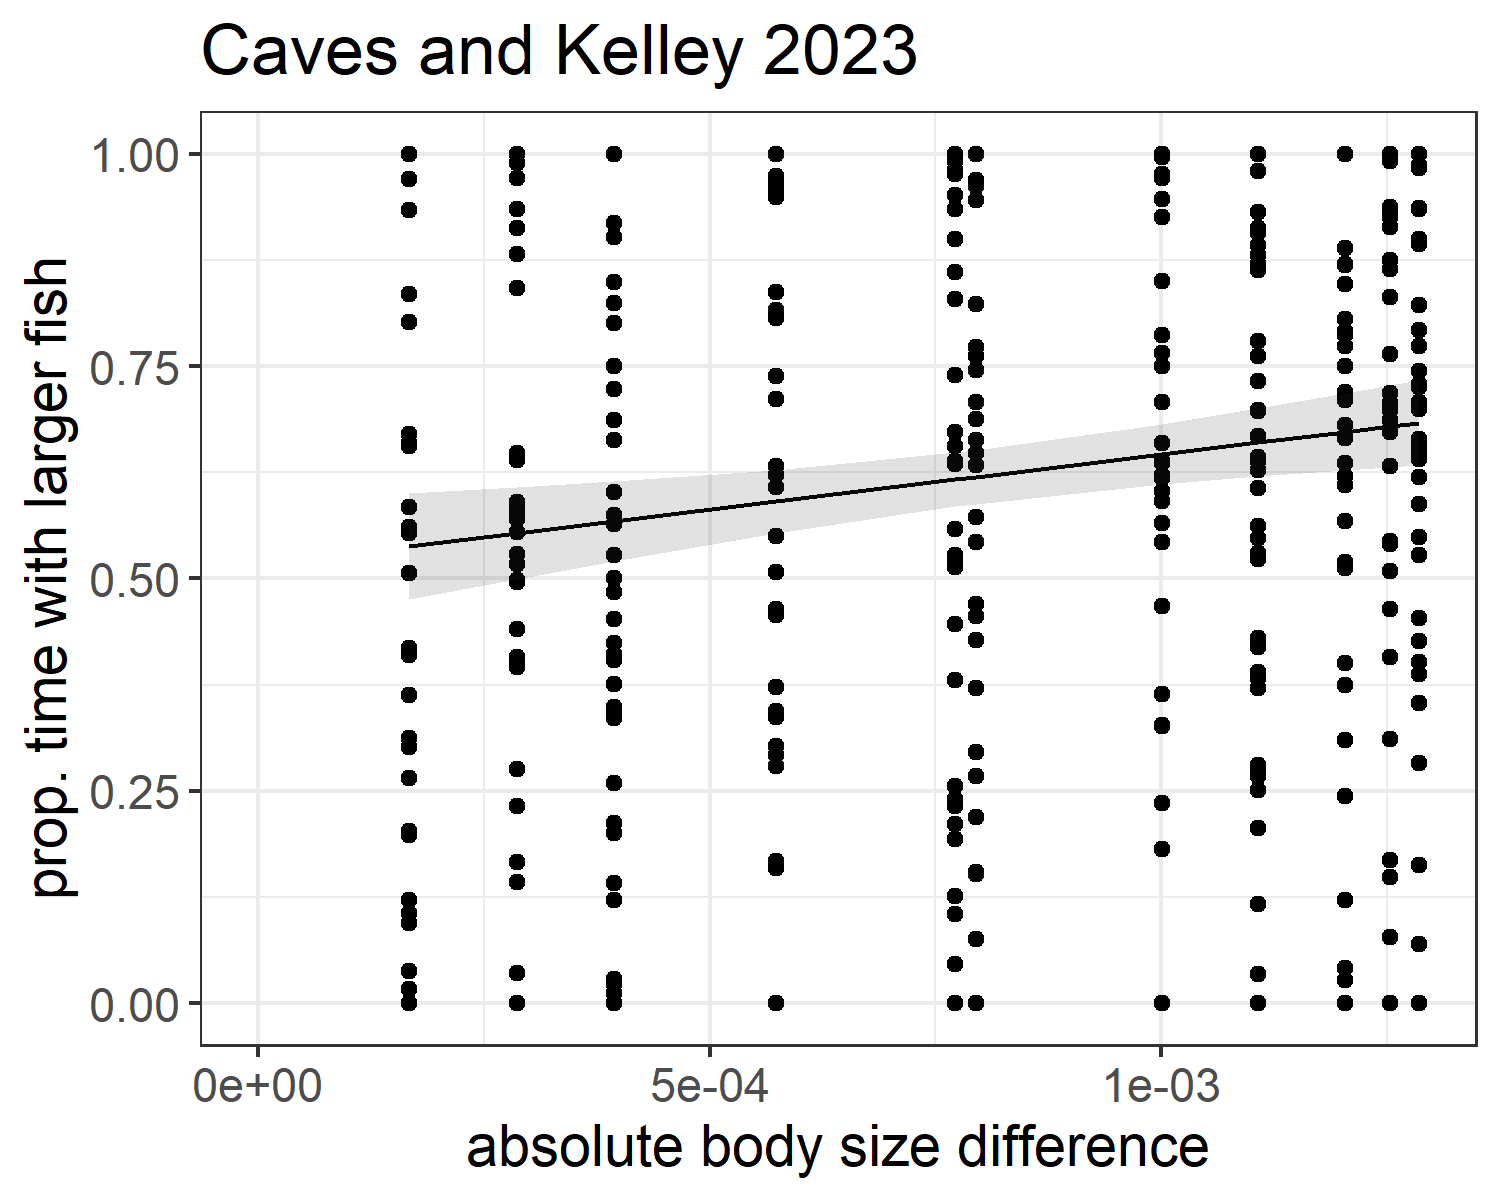 Caves and Kelley 2023
prop. time with larger fish
1.00
0.75
0.50
0.25
0.00
0e+00
5e-04
1e-03
absolute body size difference